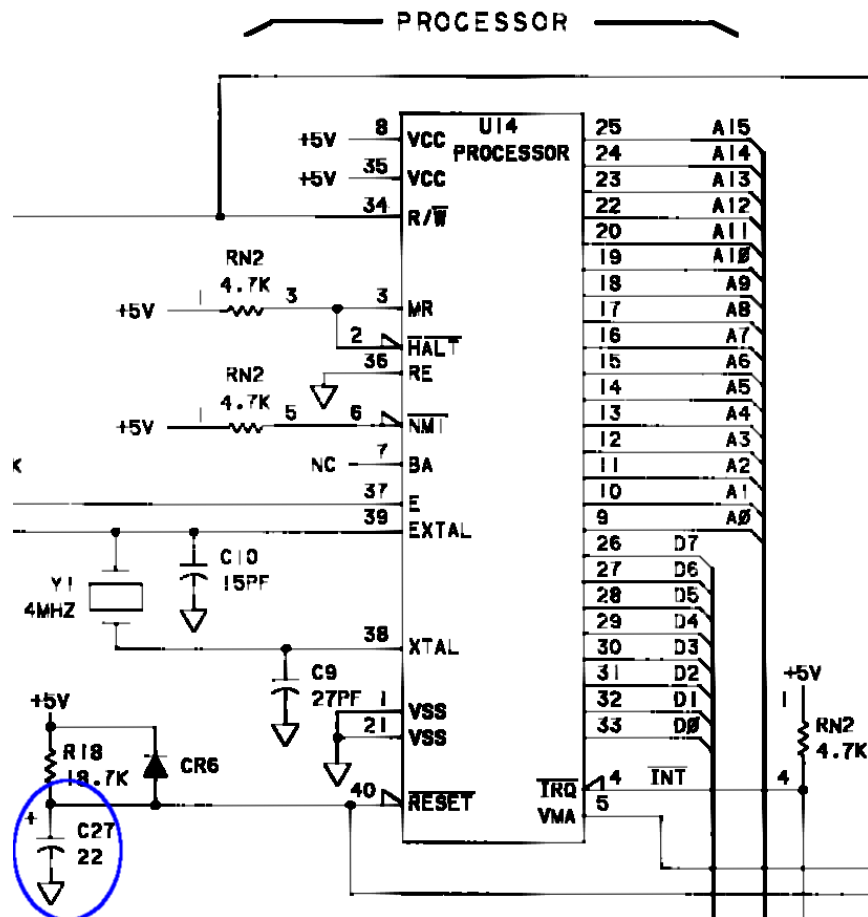 PROCESSOR
U14
PROCESSOR
+5V 8 VCC 25 A15
24 A14
+5V 35 VCC 23 A13
34 R/W 22 A12
20 A11
19 A10
RN2
4.7K
+5V 1 3 3 MR
18 A9
17 A8
2 HALT 16 A7
36 RE 15 A6
RN2
4.7K
14 A5
+5V 1 5 6 NMI 13 A4
12 A3
NC 7 BA 11 A2
K
37 E 10 A1
39 EXTAL 9 A0
26 D7
C10
15PF
27 D6
Y1
4MHZ
28 D5
29 D4
38 XTAL 30 D3
C9
27PF
31 D2
1 VSS 32 D1
21 VSS 33 D0
+5V
1
RN2
4.7K
+5V
R18
18.7K
CR6
40 RESET
IRQ 4 INT 4
VMA 5
+
C27
22